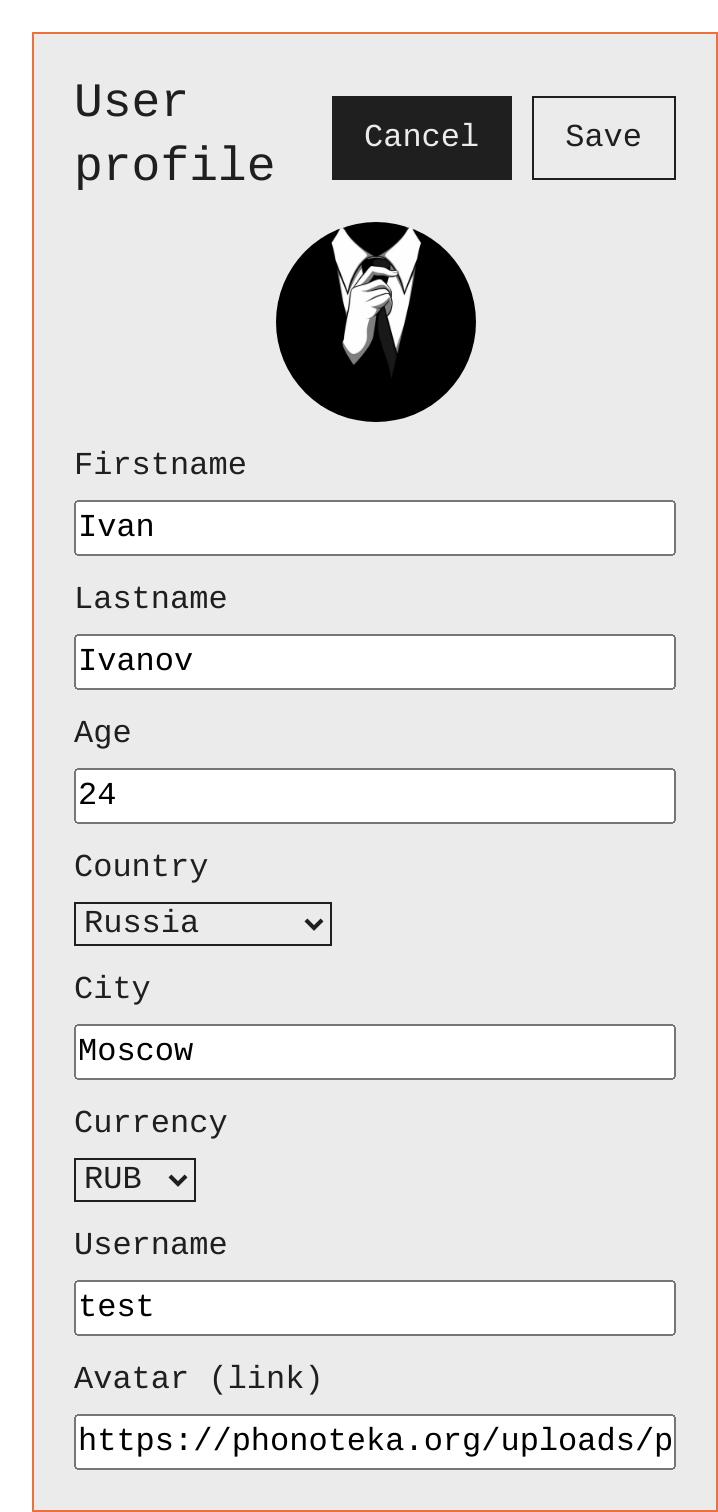 User
profile
Cancel
Save
Firstname
Ivan
Lastname
Ivanov
Age
24
Country
Russia
City
Moscow
Currency
RUB
Username
test
Avatar (link)
https://phonoteka.org/uploads/p